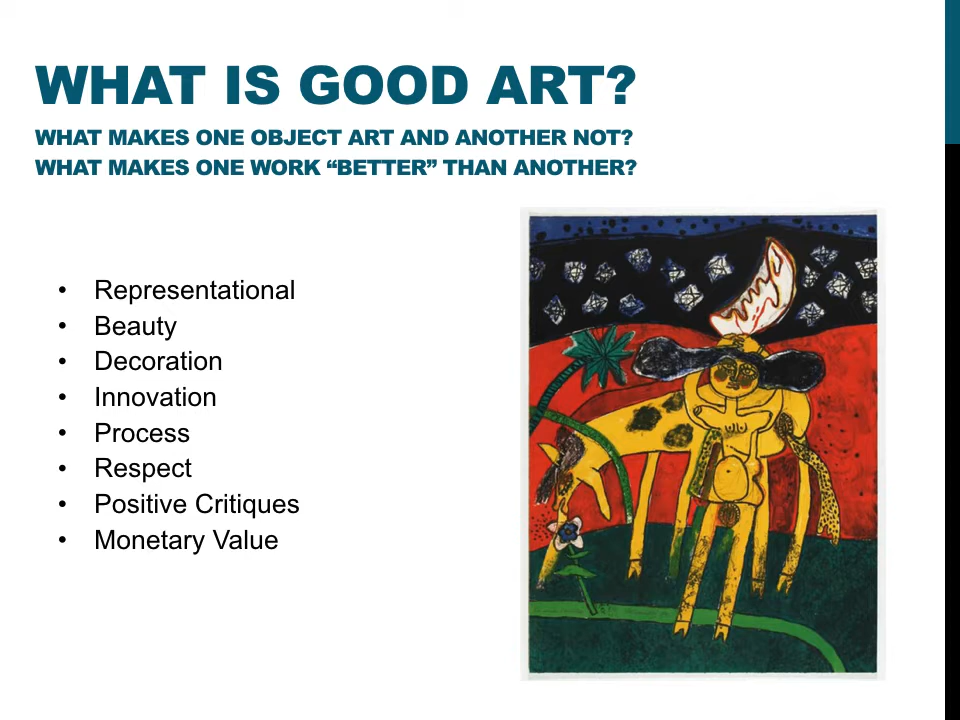 WHAT IS GOOD ART?
WHAT MAKES ONE OBJECT ART AND ANOTHER NOT?
WHAT MAKES ONE WORK “BETTER” THAN ANOTHER?
• Representational
• Beauty
• Decoration
• Innovation
• Process
• Respect
• Positive Critiques
• Monetary Value